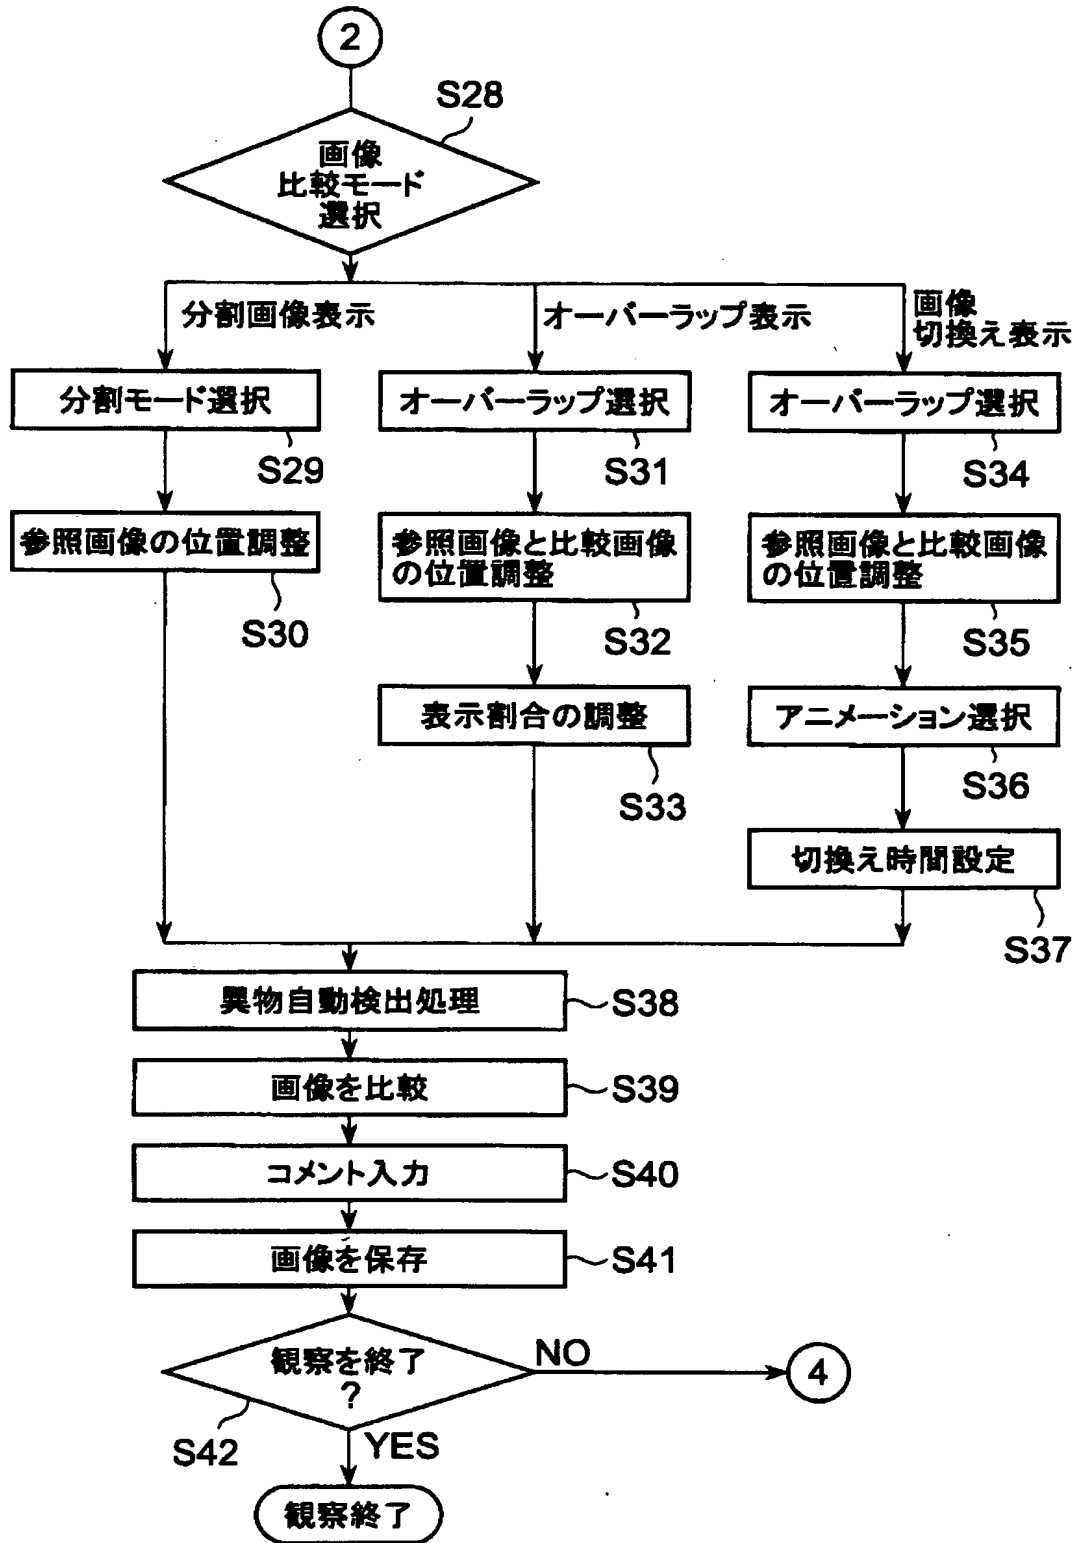 2
S28
画像
比較モード
選択
分割画像表示
オーバーラップ表示
画像
切換え表示
分割モード選択
オーバーラップ選択
オーバーラップ選択
S29
S31
S34
参照画像の位置調整
参照画像と比較画像
の位置調整
参照画像と比較画像
の位置調整
S30
S32
S35
表示割合の調整
アニメーション選択
S33
S36
切換え時間設定
S37
異物自動検出処理
S38
画像を比較
S39
コメント入力
S40
画像を保存
S41
観察を終了
?
NO
4
S42
YES
観察終了